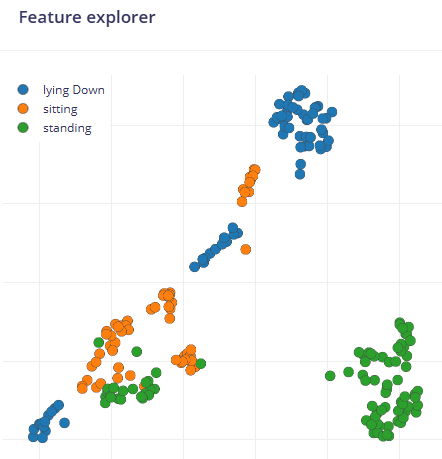 Feature explorer
lying Down
sitting
standing